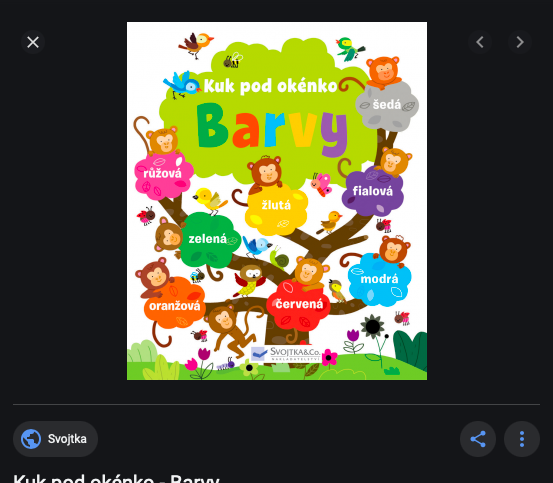 Kuk pod okénko
Barvy
šedá
růžová
fialová
žlutá
zelená
modrá
oranžová
červená
SVOJTKA&CO.
NAKLADATELSTVÍ
Svojtka
Kuk pod okénko - Barvy